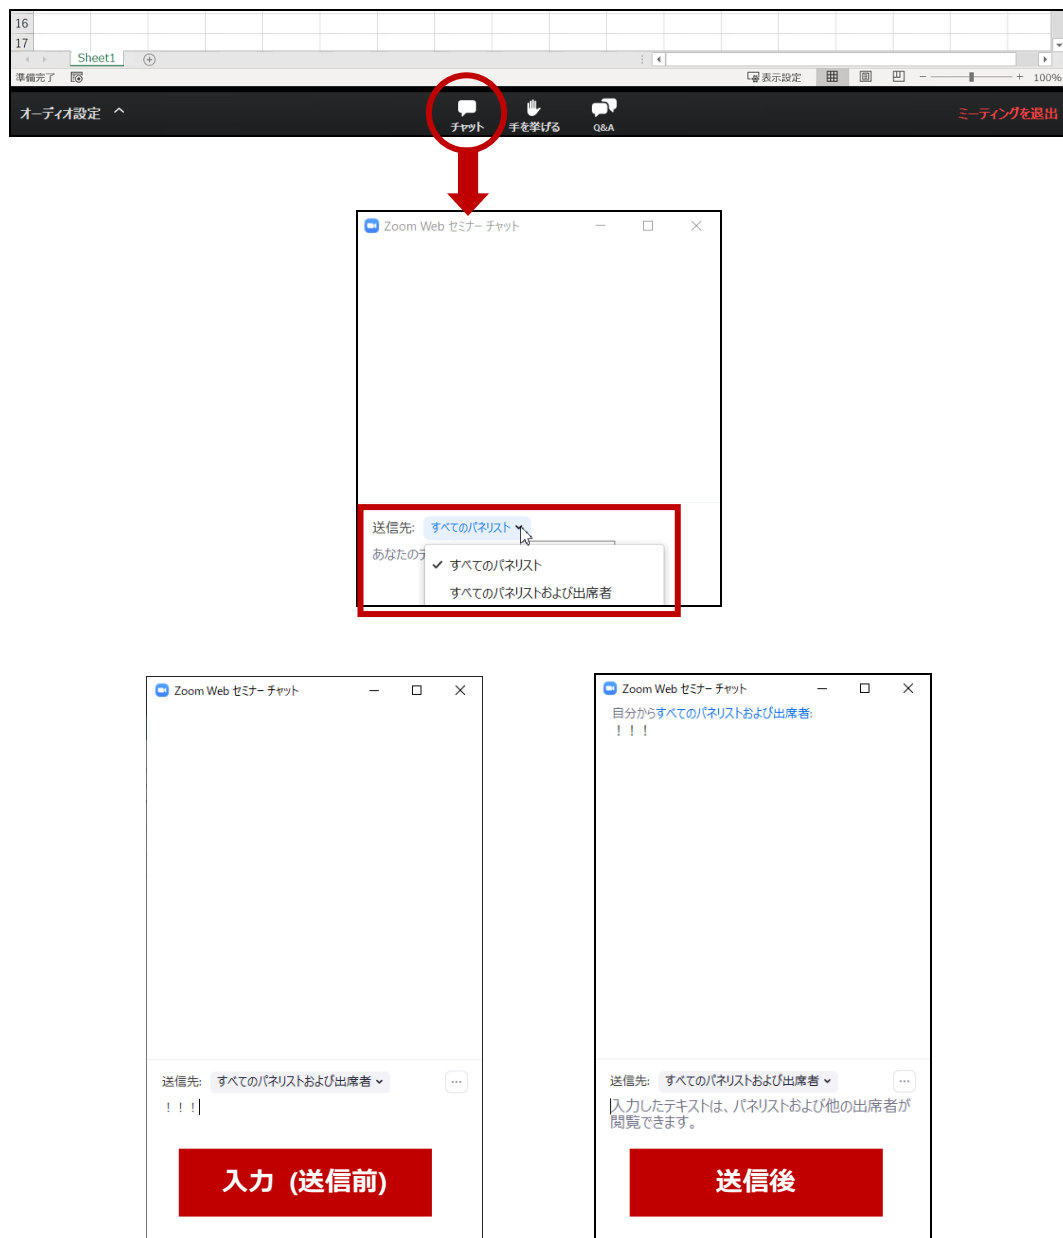 16
17
Sheet1
準備完了
表示設定
100%
オーディオ設定
チャット
手を挙げる
Q&A
ミーティングを退出
Zoom Web セミナー チャット
送信先: すべてのパネリスト
あなたのテ
すべてのパネリスト
すべてのパネリストおよび出席者
Zoom Web セミナー チャット
送信先: すべてのパネリストおよび出席者
！！！
入力 (送信前)
Zoom Web セミナー チャット
自分からすべてのパネリストおよび出席者:
！！！
送信先: すべてのパネリストおよび出席者
入力したテキストは、パネリストおよび他の出席者が
閲覧できます。
送信後